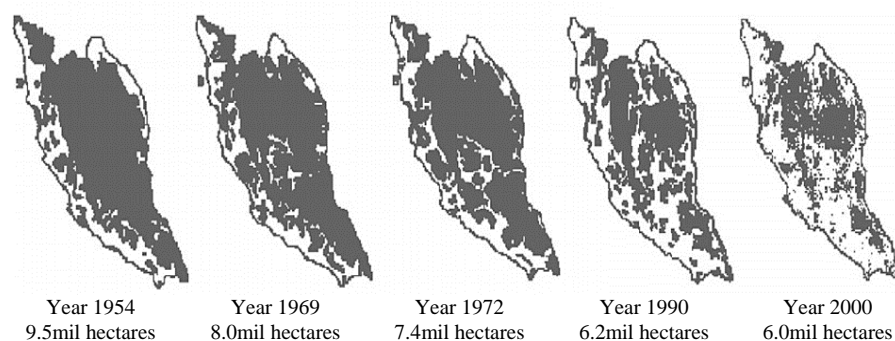 Year 1954
9.5mil hectares
Year 1969
8.0mil hectares
Year 1972
7.4mil hectares
Year 1990
6.2mil hectares
Year 2000
6.0mil hectares